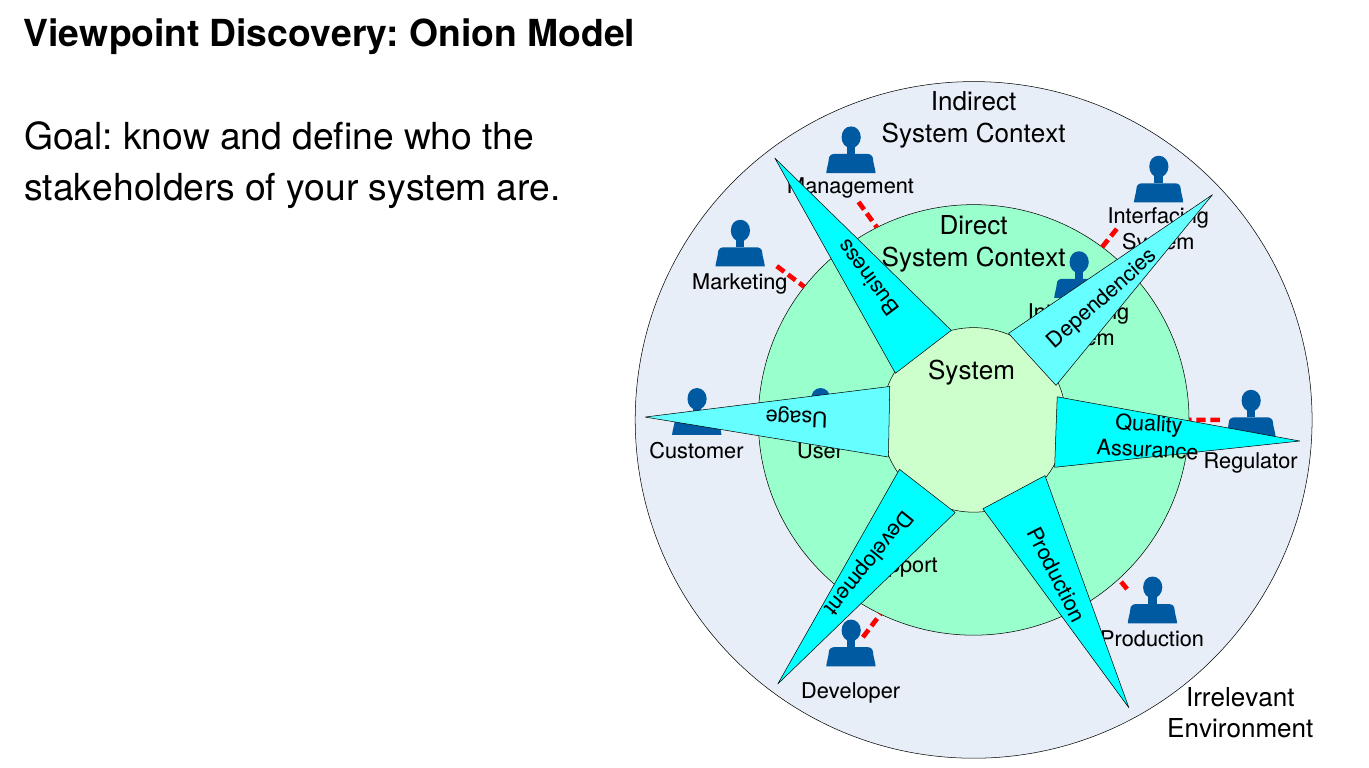 Viewpoint Discovery: Onion Model
Goal: know and define who the
stakeholders of your system are.
Indirect
System Context
Management
Interfacing
Direct
System Context
Marketing
Business
Dependencies
System
Usage
Customer
User
Quality
Assurance
Regulator
Development
Production
Production
Developer
Irrelevant
Environment